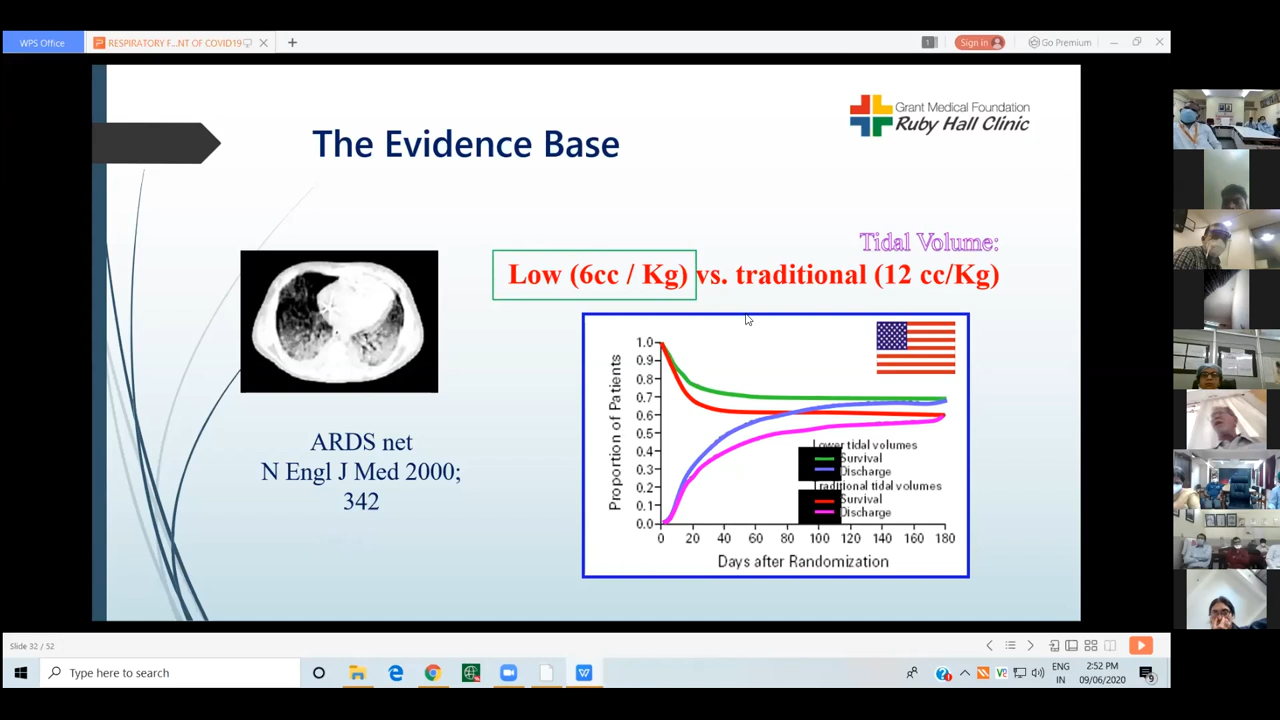 WPS Office
RESPIRATORY F...NT OF COVID19
1
Sign in
Go Premium
The Evidence Base
Grant Medical Foundation
Ruby Hall Clinic
Tidal Volume:
Low (6cc / Kg) vs. traditional (12 cc/Kg)
ARDS net
N Engl J Med 2000;
342
Proportion of Patients
1.0
0.9
0.8
0.7
0.6
0.5
0.4
0.3
0.2
0.1
0.0
0 20 40 60 80 100 120 140 160 180
Days after Randomization
Lower tidal volumes
Survival
Discharge
Traditional tidal volumes
Survival
Discharge
Slide 32 / 52
Type here to search
ENG
IN
2:52 PM
09/06/2020
9